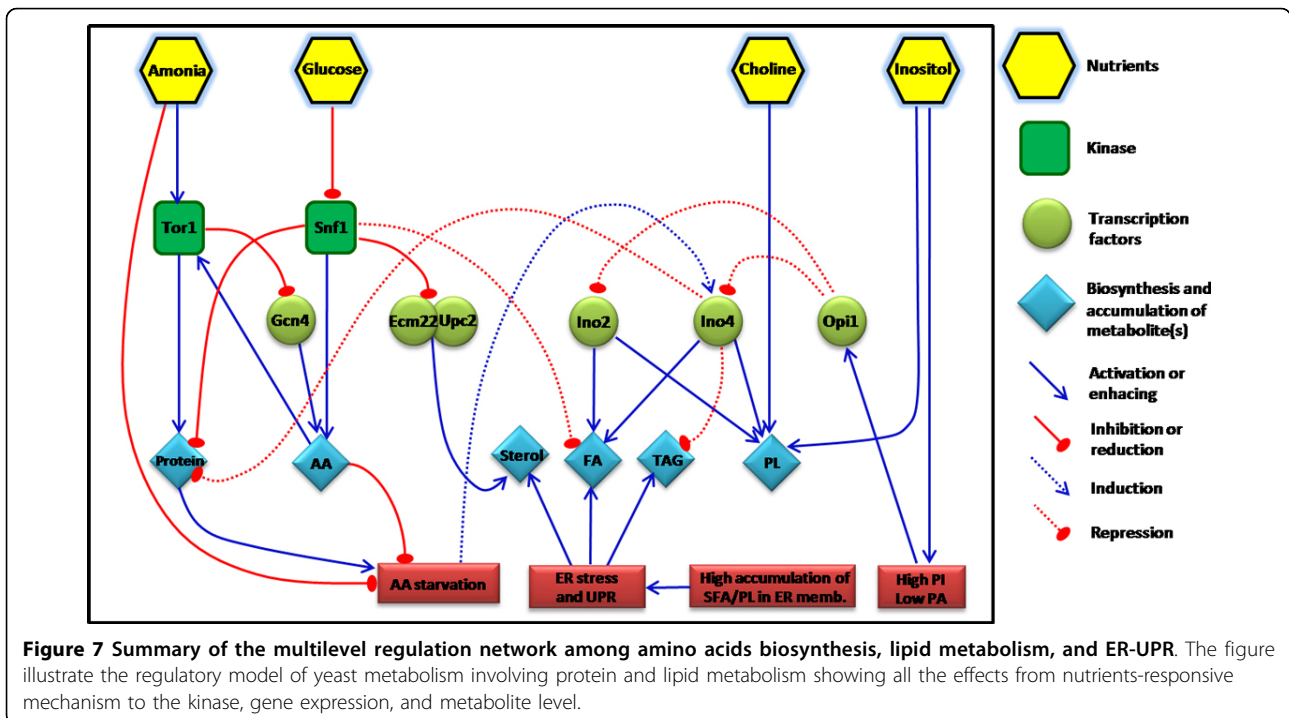 Amonia
Glucose
Choline
Inositol
Nutrients
Kinase
Tor1
Snf1
Transcription
factors
Gcn4
Ecm22
Upc2
Ino2
Ino4
Opi1
Biosynthesis and
accumulation of
metabolite(s)
Activation or
enhacing
Inhibition or
reduction
Protein
AA
Sterol
FA
TAG
PL
Induction
Repression
AA starvation
ER stress
and UPR
High accumulation of
SFA/PL in ER memb.
High PI
Low PA
Figure 7 Summary of the multilevel regulation network among amino acids biosynthesis, lipid metabolism, and ER-UPR. The figure
illustrate the regulatory model of yeast metabolism involving protein and lipid metabolism showing all the effects from nutrients-responsive
mechanism to the kinase, gene expression, and metabolite level.